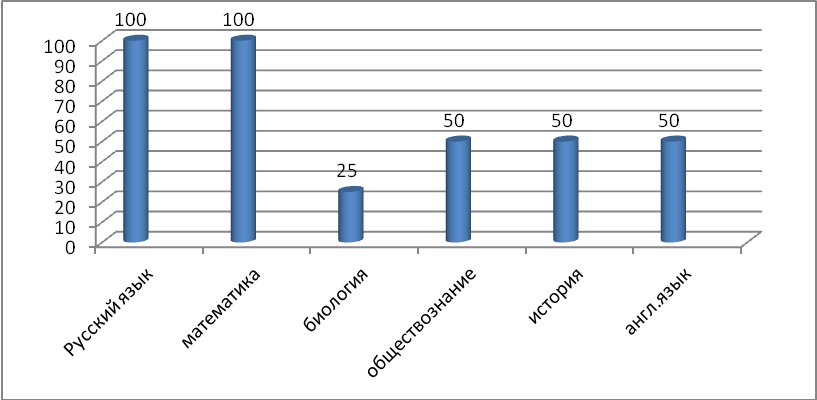 100
100
25
50
50
50
100
90
80
70
60
50
40
30
20
10
0
Русский язык
математика
биология
обществознание
история
англ.язык